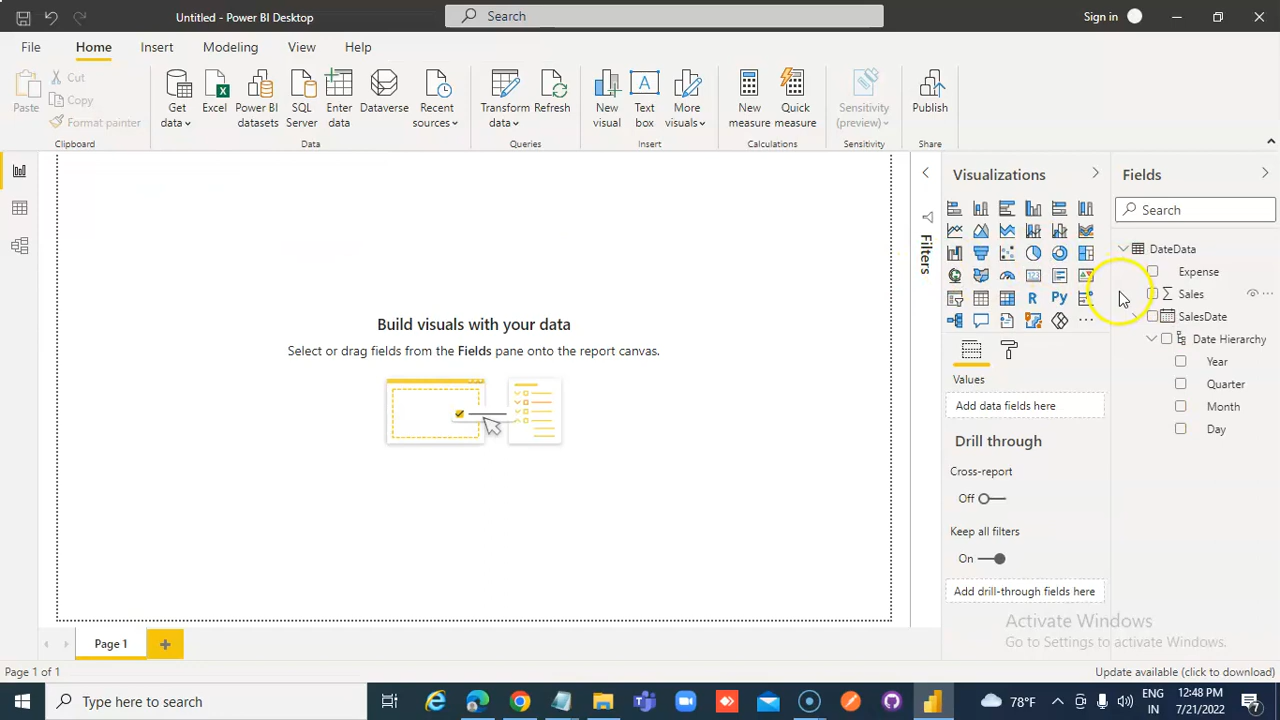 Untitled - Power BI Desktop
Search
Sign in
File
Home
Insert
Modeling
View
Help
Paste
Cut
Copy
Format painter
Get data
Excel
Power BI datasets
SQL Server
Enter data
Dataverse
Recent sources
Transform data
Refresh
New visual
Text box
More visuals
New measure
Quick measure
Sensitivity (preview)
Publish
Clipboard
Data
Queries
Insert
Calculations
Sensitivity
Share
Build visuals with your data
Select or drag fields from the Fields pane onto the report canvas.
Filters
Visualizations
R
Py
123
Values
Add data fields here
Drill through
Cross-report
Off
Keep all filters
On
Add drill-through fields here
Fields
Search
DateData
Expense
Sales
SalesDate
Date Hierarchy
Year
Quarter
Month
Day
Activate Windows
Go to Settings to activate Windows.
Page 1
Page 1 of 1
Update available (click to download)
Type here to search
78°F
ENG
IN
12:48 PM
7/21/2022
7